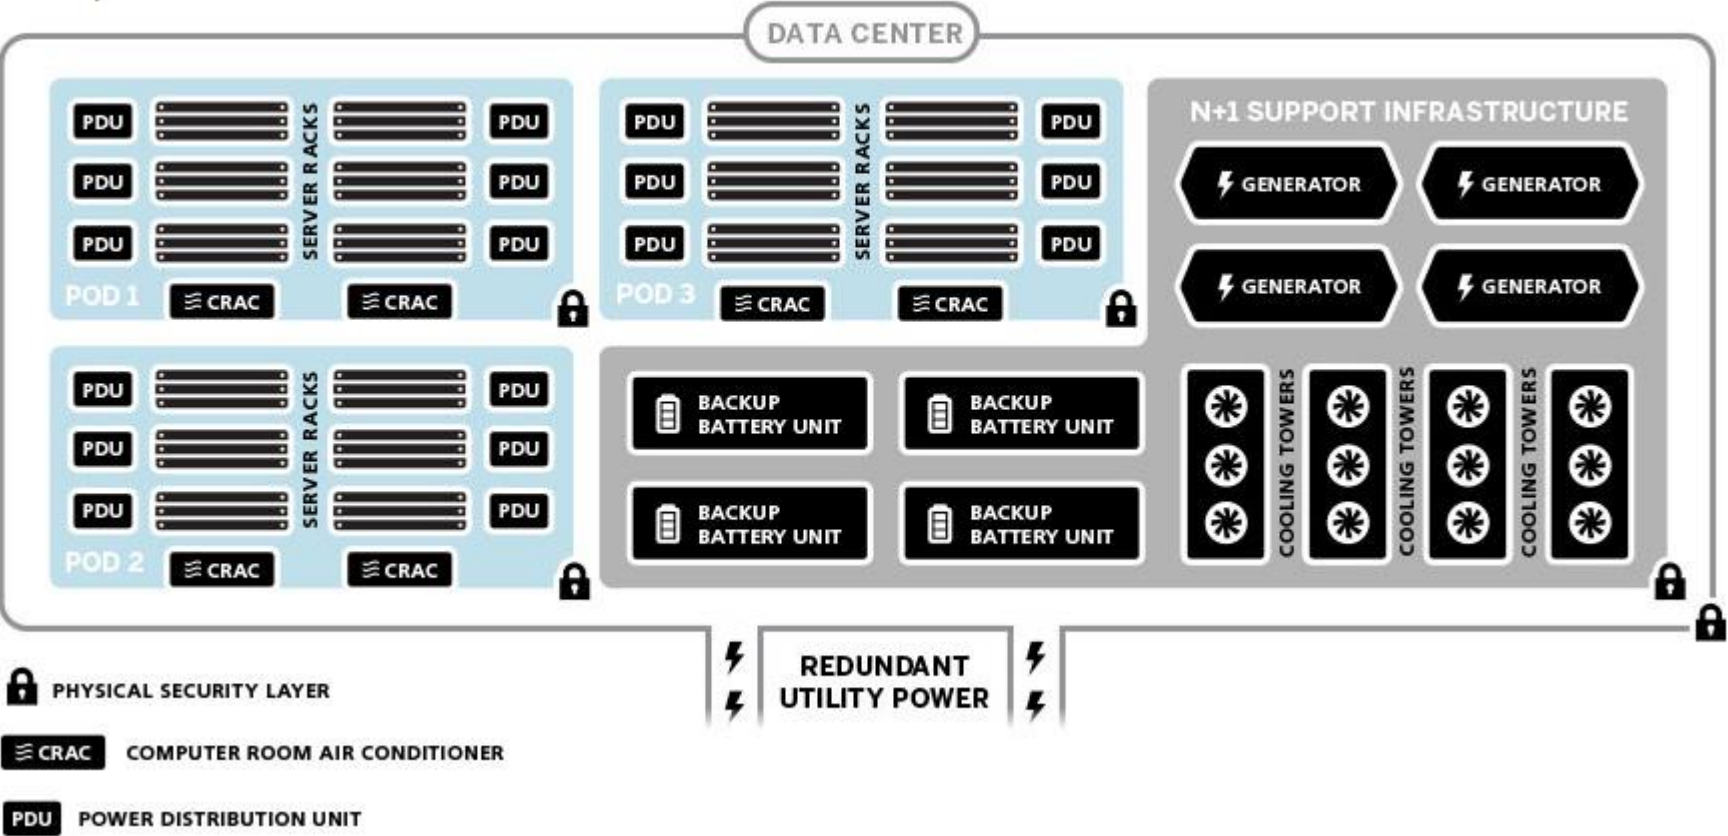 DATA CENTER
PDU PDU
PDU PDU
PDU PDU
SERVER RACKS
POD 1
CRAC CRAC
PDU PDU
PDU PDU
PDU PDU
SERVER RACKS
POD 3
CRAC CRAC
PDU PDU
PDU PDU
PDU PDU
SERVER RACKS
POD 2
CRAC CRAC
N+1 SUPPORT INFRASTRUCTURE
GENERATOR GENERATOR
GENERATOR GENERATOR
BACKUP
BATTERY UNIT
BACKUP
BATTERY UNIT
BACKUP
BATTERY UNIT
BACKUP
BATTERY UNIT
COOLING TOWERS
COOLING TOWERS
COOLING TOWERS
REDUNDANT
UTILITY POWER
PHYSICAL SECURITY LAYER
CRAC COMPUTER ROOM AIR CONDITIONER
PDU POWER DISTRIBUTION UNIT